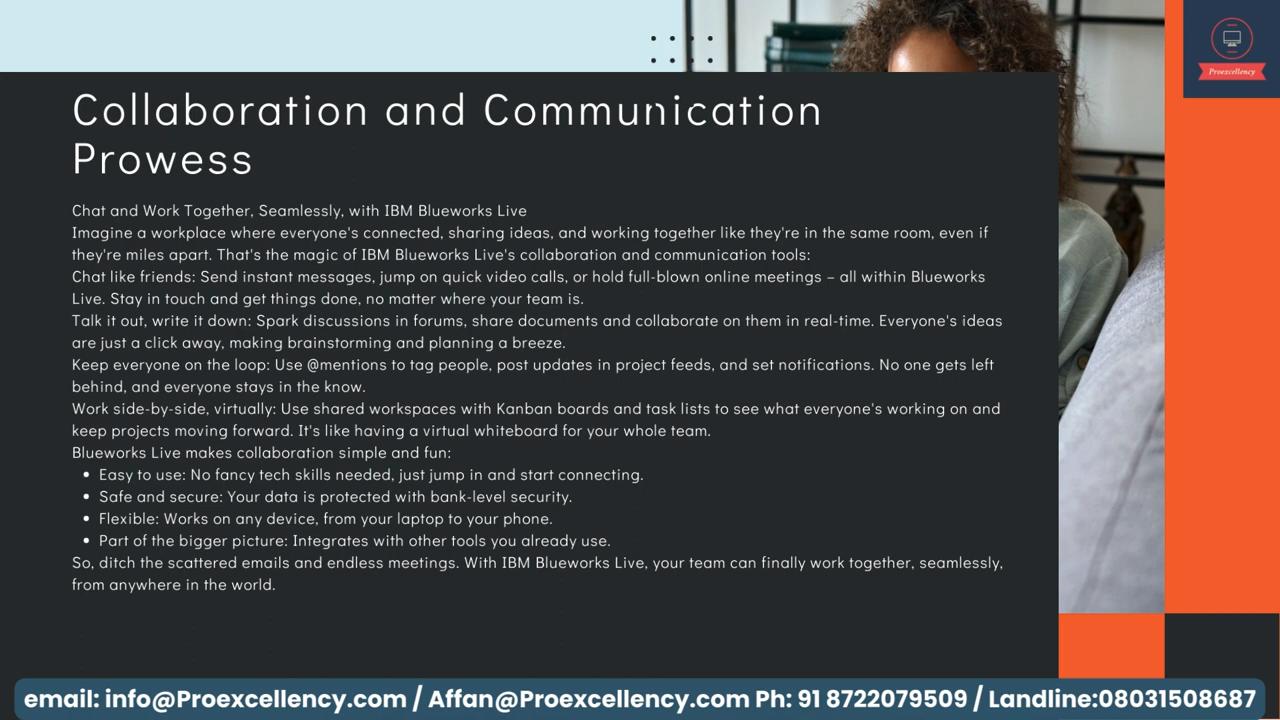 Proexcellency
Collaboration and Communication
Prowess
Chat and Work Together, Seamlessly, with IBM Blueworks Live
Imagine a workplace where everyone's connected, sharing ideas, and working together like they're in the same room, even if
they're miles apart. That's the magic of IBM Blueworks Live's collaboration and communication tools:
Chat like friends: Send instant messages, jump on quick video calls, or hold full-blown online meetings – all within Blueworks
Live. Stay in touch and get things done, no matter where your team is.
Talk it out, write it down: Spark discussions in forums, share documents and collaborate on them in real-time. Everyone's ideas
are just a click away, making brainstorming and planning a breeze.
Keep everyone on the loop: Use @mentions to tag people, post updates in project feeds, and set notifications. No one gets left
behind, and everyone stays in the know.
Work side-by-side, virtually: Use shared workspaces with Kanban boards and task lists to see what everyone's working on and
keep projects moving forward. It's like having a virtual whiteboard for your whole team.
Blueworks Live makes collaboration simple and fun:
• Easy to use: No fancy tech skills needed, just jump in and start connecting.
• Safe and secure: Your data is protected with bank-level security.
• Flexible: Works on any device, from your laptop to your phone.
• Part of the bigger picture: Integrates with other tools you already use.
So, ditch the scattered emails and endless meetings. With IBM Blueworks Live, your team can finally work together, seamlessly,
from anywhere in the world.
email: info@Proexcellency.com / Affan@Proexcellency.com Ph: 91 8722079509 / Landline:08031508687